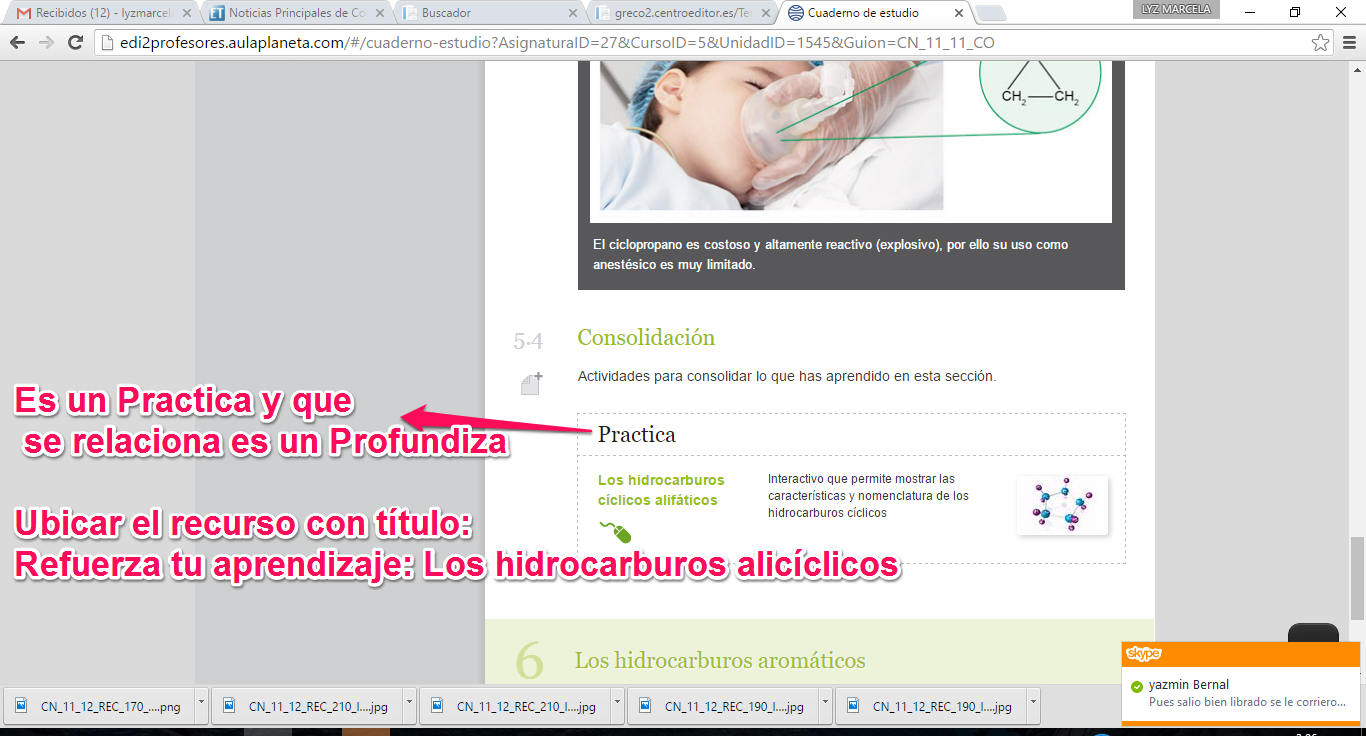 Recibidos (12) - lyzmarcel
Noticias Principales de Co
Buscador
greco2.centroeditor.es/Te
Cuaderno de estudio
LYZ MARCELA
edi2profesores.aulaplaneta.com/#/cuaderno-estudio?AsignaturaID=27&CursoID=5&UnidadID=1545&Guion=CN_11_11_CO
CH2 CH2
El ciclopropano es costoso y altamente reactivo (explosivo), por ello su uso como
anestésico es muy limitado.
5.4 Consolidación
Actividades para consolidar lo que has aprendido en esta sección.
Es un Practica y que
se relaciona es un Profundiza
Practica
Los hidrocarburos
cíclicos alifáticos
Interactivo que permite mostrar las
características y nomenclatura de los
hidrocarburos cíclicos
Ubicar el recurso con título:
Refuerza tu aprendizaje: Los hidrocarburos alicíclicos
6 Los hidrocarburos aromáticos
skype
yazmin Bernal
Pues salio bien librado se le corriero...
CN_11_12_REC_170_....png
CN_11_12_REC_210_I....jpg
CN_11_12_REC_210_I....jpg
CN_11_12_REC_190_I....jpg
CN_11_12_REC_190_I....jpg